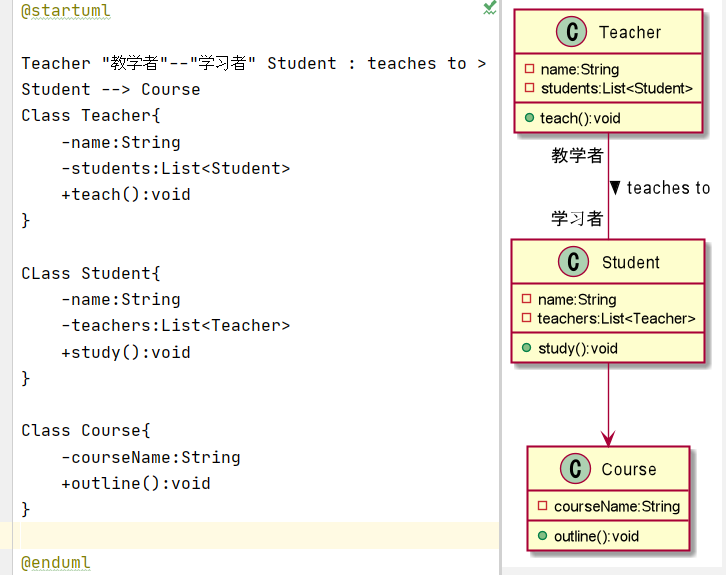 @startuml
Teacher "教学者"--"学习者" Student : teaches to >
Student --> Course
Class Teacher{
-name:String
-students:List<Student>
+teach():void
}
CLass Student{
-name:String
-teachers:List<Teacher>
+study():void
}
Class Course{
-courseName:String
+outline():void
}
@enduml
C Teacher
name:String
students:List<Student>
teach():void
教学者
teaches to
学习者
C Student
name:String
teachers:List<Teacher>
study():void
C Course
courseName:String
outline():void